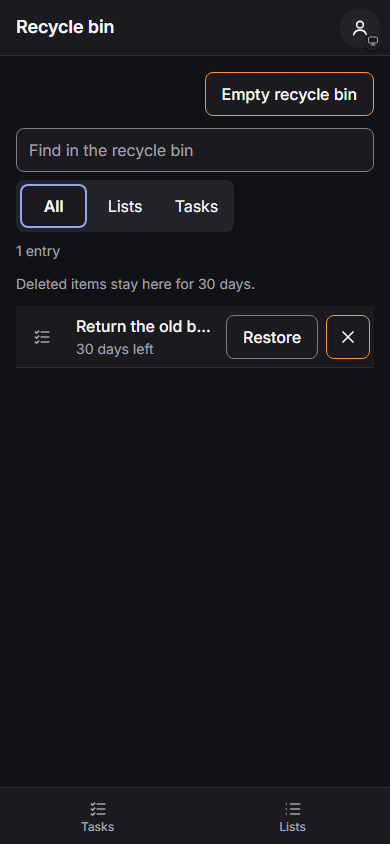 Recycle bin
Empty recycle bin
Find in the recycle bin
All Lists Tasks
1 entry
Deleted items stay here for 30 days.
Return the old b...
30 days left
Restore
Tasks Lists